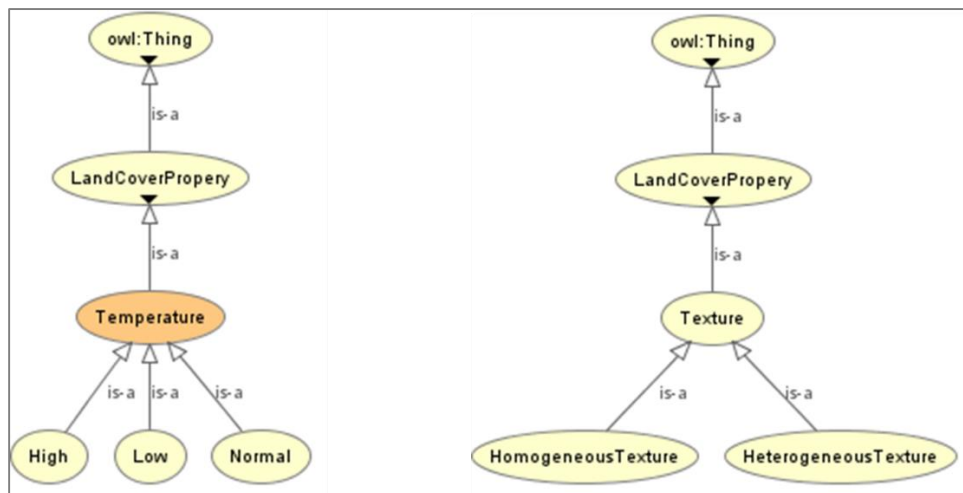 owl:Thing
is-a
LandCoverPropery
is-a
Temperature
is-a
is-a
is-a
High
Low
Normal
owl:Thing
is-a
LandCoverPropery
is-a
Texture
is-a
is-a
HomogeneousTexture
HeterogeneousTexture